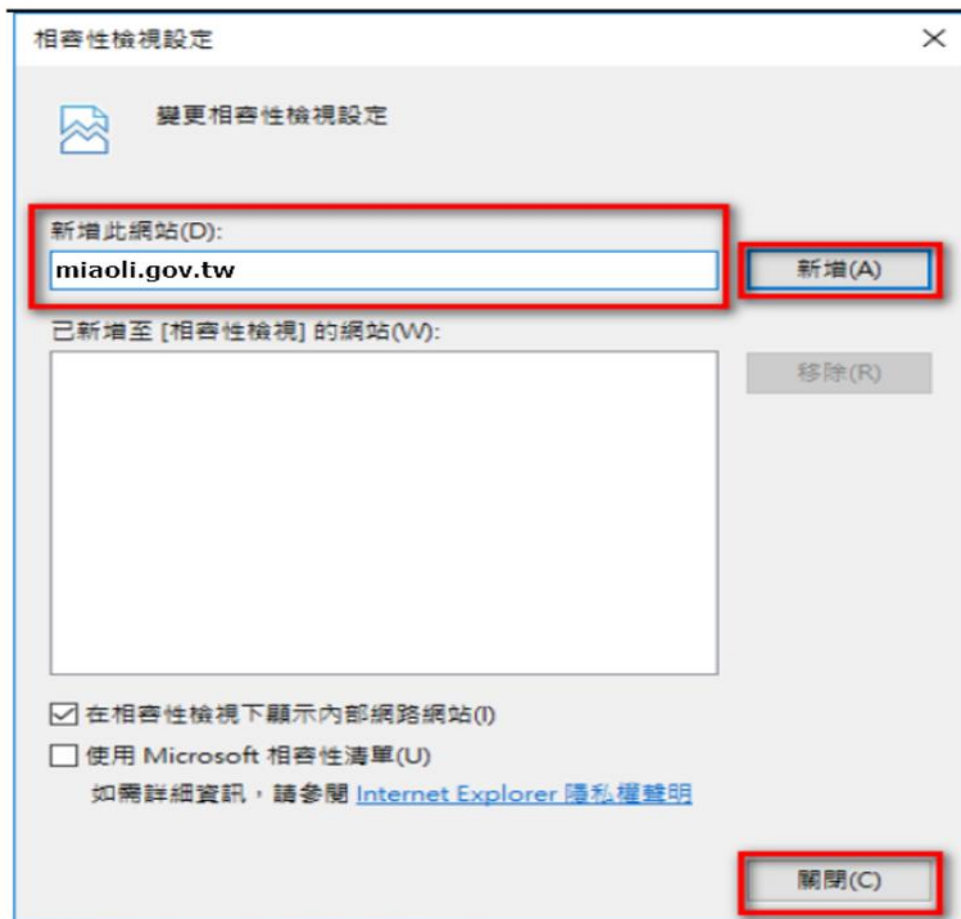 相容性檢視設定
變更相容性檢視設定
新增此網站(D):
miaoli.gov.tw
新增(A)
已新增至 [相容性檢視] 的網站(W):
移除(R)
在相容性檢視下顯示內部網路網站(I)
使用 Microsoft 相容性清單(U)
如需詳細資訊，請參閱 Internet Explorer 隱私權聲明
關閉(C)